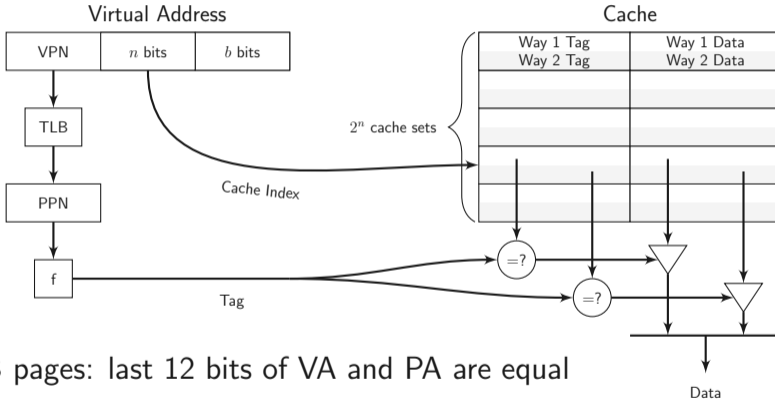 Virtual Address
Cache
VPN
n bits
b bits
Way 1 Tag
Way 1 Data
Way 2 Tag
Way 2 Data
TLB
2ⁿ cache sets
Cache Index
PPN
f
=?
=?
Tag
pages: last 12 bits of VA and PA are equal
Data